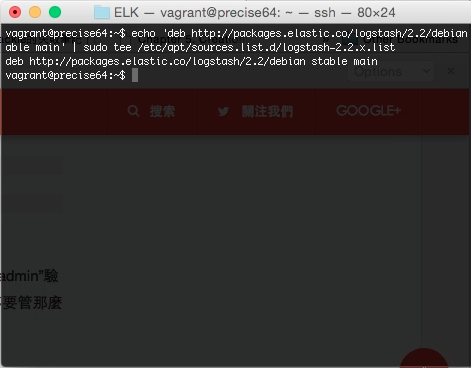 ELK — vagrant@precise64: ~ — ssh — 80×24
vagrant@precise64:~$ echo 'deb http://packages.elastic.co/logstash/2.2/debian
able main' | sudo tee /etc/apt/sources.list.d/logstash-2.2.x.list
deb http://packages.elastic.co/logstash/2.2/debian stable main
vagrant@precise64:~$
Bookmarks
Options
搜索 關注我們 GOOGLE+
admin"驗
要管那麼